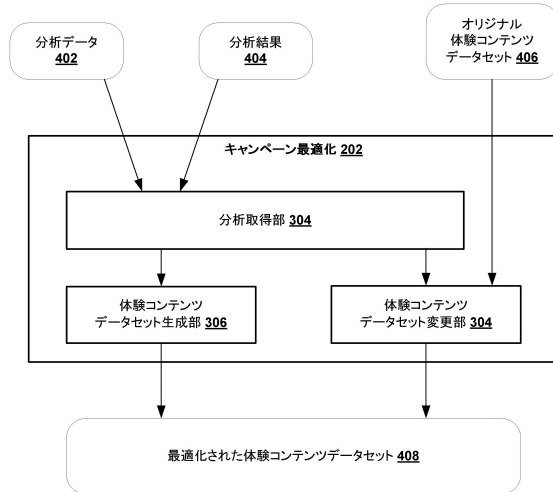 分析データ
402
分析結果
404
オリジナル
体験コンテンツ
データセット 406
キャンペーン最適化 202
分析取得部 304
体験コンテンツ
データセット生成部 306
体験コンテンツ
データセット変更部 304
最適化された体験コンテンツデータセット 408